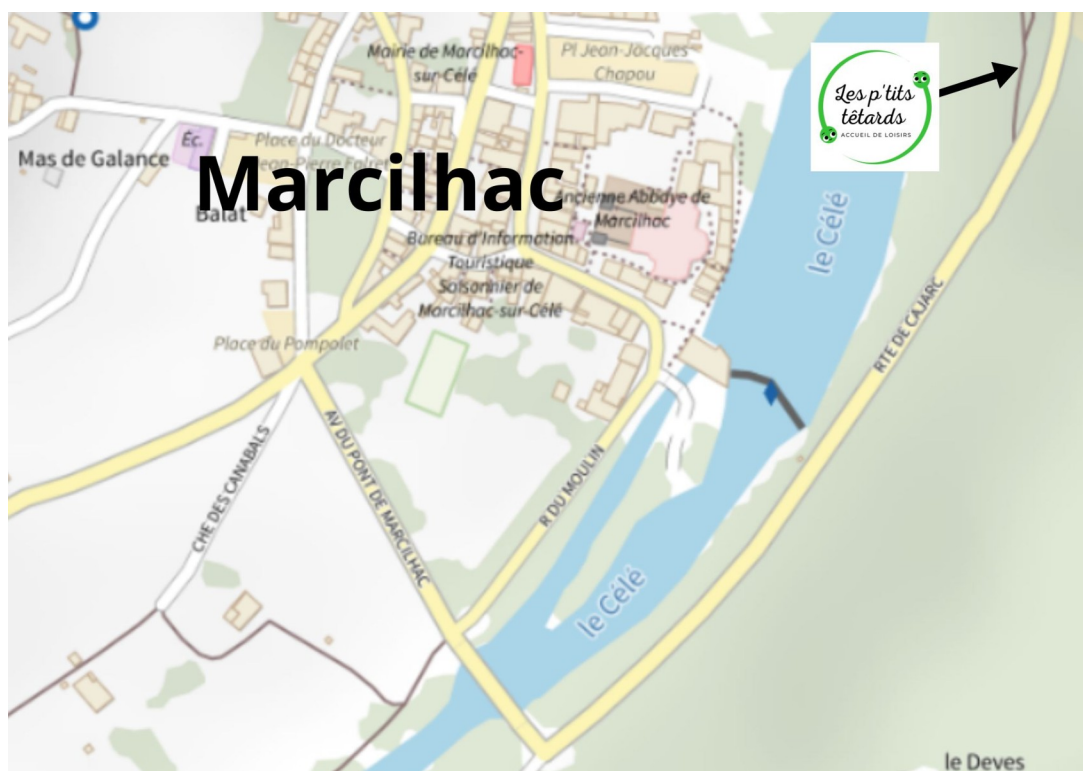 Mairie de Marcilhac-
sur-Célé
Pl Jean-Jacques
Chapou
Les p'tits
têtards
ACCUEIL DE LOISIRS
Éc.
Mas de Galance
Place du Docteur
Jean-Pierre Falret
Marcilhac
Balat
Ancienne Abbaye de
Marcilhac
Bureau d'Information
Touristique
Saisonnier de
Marcilhac-sur-Célé
le Célé
RTE DE CAJARC
Place du Pompolet
AV DU PONT DE MARCILHAC
CHE DES CANABALS
R DU MOULIN
le Célé
le Deves